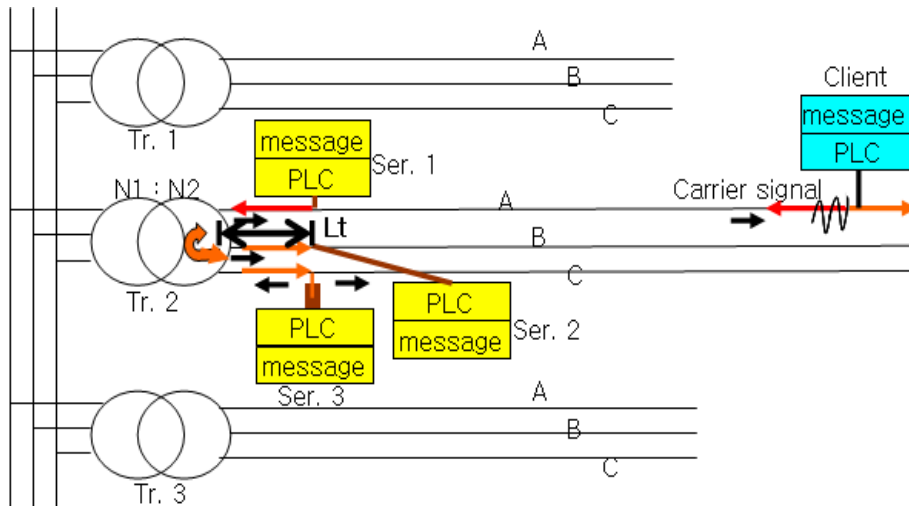 A
B
C
Tr. 1
Client
message
PLC
message
PLC
Ser. 1
N1 : N2
Carrier signal
A
Lt
B
C
Tr. 2
PLC
message
Ser. 2
PLC
message
Ser. 3
A
B
C
Tr. 3